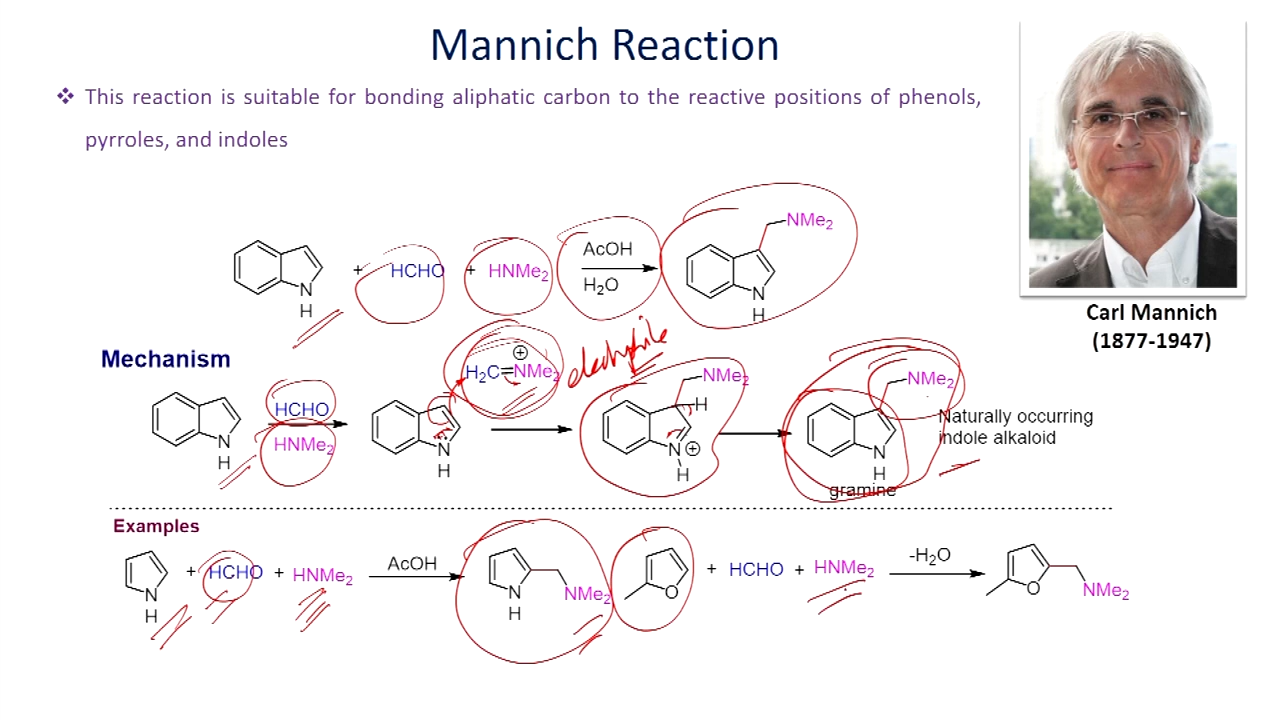 Mannich Reaction
❖ This reaction is suitable for bonding aliphatic carbon to the reactive positions of phenols,
pyrroles, and indoles
Carl Mannich
(1877-1947)
N
H
+ HCHO + HNMe2
AcOH
H2O
NMe2
N
H
Mechanism
N
H
HCHO
HNMe2
N
H
H2C=NMe2
⊕
electrophile
NMe2
H
N
⊕
H
NMe2
N
H
gramine
Naturally occurring
indole alkaloid
Examples
N
H
+ HCHO + HNMe2
AcOH
N
H
NMe2
O
+ HCHO + HNMe2
-H2O
O
NMe2